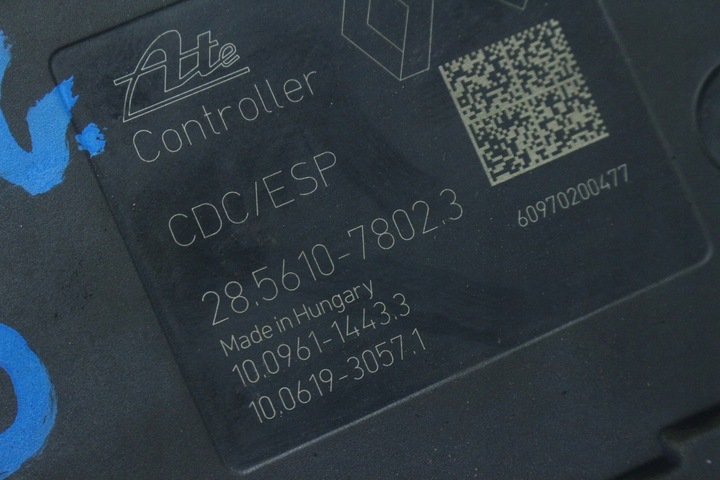 Ate
Controller
CDC/ESP
60970200477
28.5610-7802.3
Made in Hungary
10.0961-1443.3
10.0619-3057.1